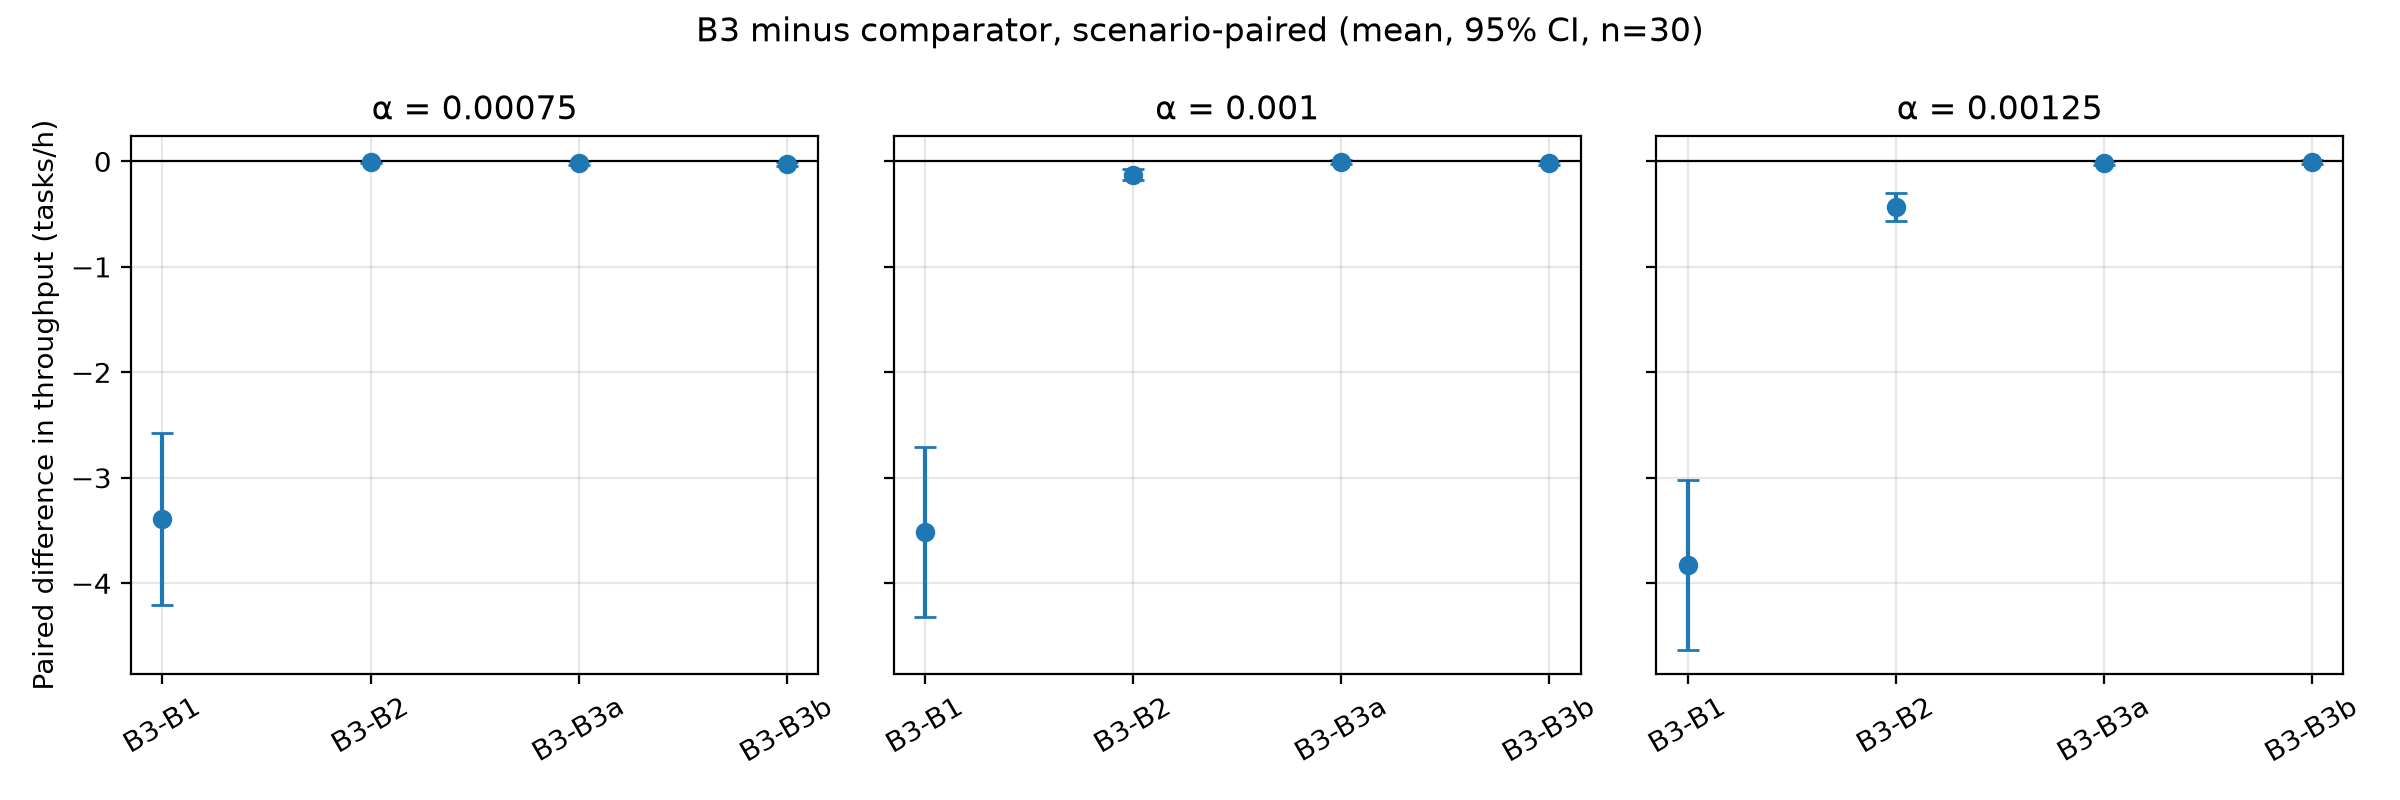 B3 minus comparator, scenario-paired (mean, 95% CI, n=30)
α = 0.00075
α = 0.001
α = 0.00125
Paired difference in throughput (tasks/h)
0
−1
−2
−3
−4
B3-B1
B3-B2
B3-B3a
B3-B3b
B3-B1
B3-B2
B3-B3a
B3-B3b
B3-B1
B3-B2
B3-B3a
B3-B3b